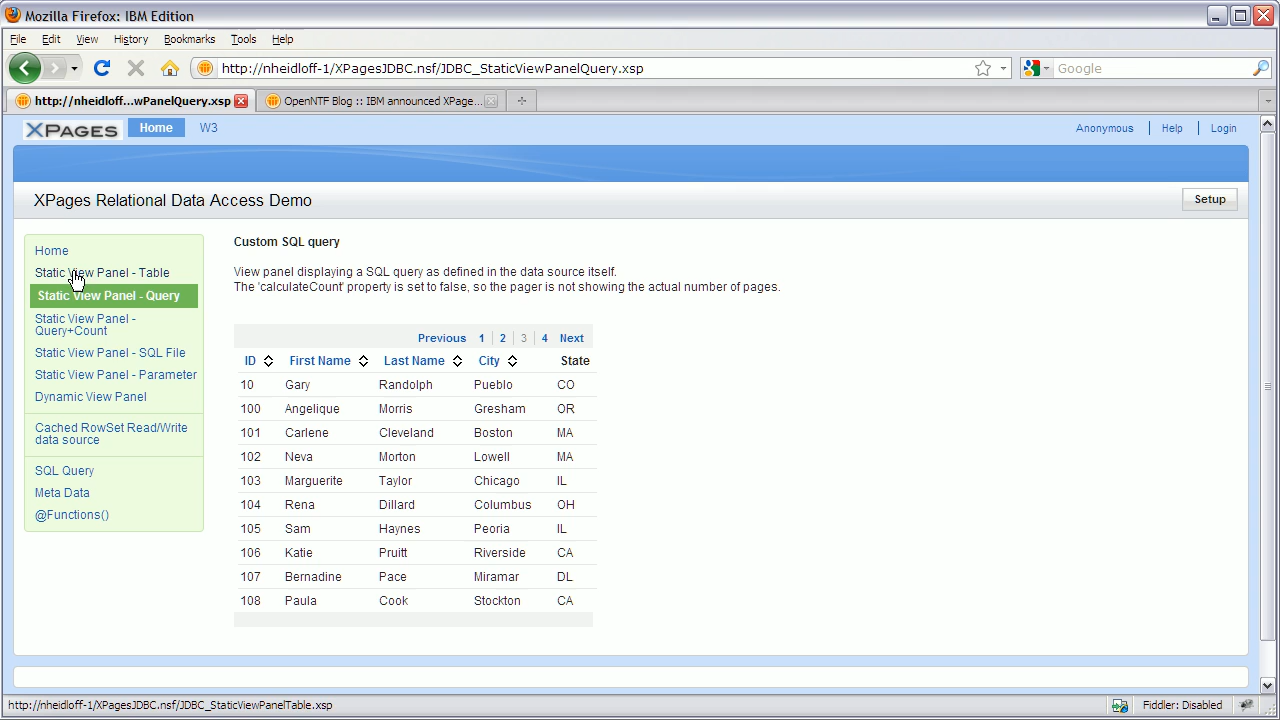 Mozilla Firefox: IBM Edition
File Edit View History Bookmarks Tools Help
http://nheidloff-1/XPagesJDBC.nsf/JDBC_StaticViewPanelQuery.xsp
Google
http://nheidloff...wPanelQuery.xsp
OpenNTF Blog :: IBM announced XPage...
XPAGES
Home
W3
Anonymous
Help
Login
XPages Relational Data Access Demo
Setup
Home
Static View Panel - Table
Static View Panel - Query
Static View Panel -
Query+Count
Static View Panel - SQL File
Static View Panel - Parameter
Dynamic View Panel
Cached RowSet Read/Write
data source
SQL Query
Meta Data
@Functions()
Custom SQL query
View panel displaying a SQL query as defined in the data source itself.
The 'calculateCount' property is set to false, so the pager is not showing the actual number of pages.
Previous 1 2 3 4 Next
ID First Name Last Name City State
10 Gary Randolph Pueblo CO
100 Angelique Morris Gresham OR
101 Carlene Cleveland Boston MA
102 Neva Morton Lowell MA
103 Marguerite Taylor Chicago IL
104 Rena Dillard Columbus OH
105 Sam Haynes Peoria IL
106 Katie Pruitt Riverside CA
107 Bernadine Pace Miramar DL
108 Paula Cook Stockton CA
http://nheidloff-1/XPagesJDBC.nsf/JDBC_StaticViewPanelTable.xsp
Fiddler: Disabled